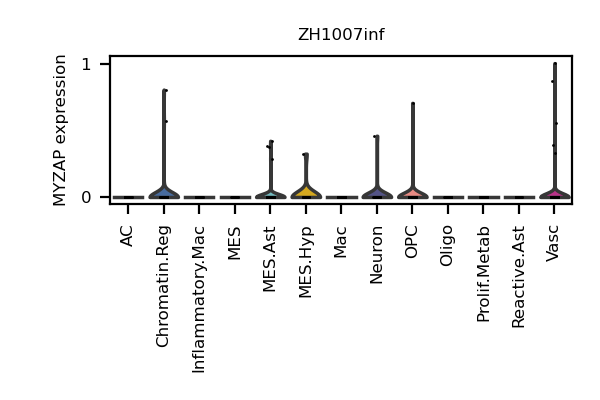 ZH1007inf
MYZAP expression
1
0
AC
Chromatin.Reg
Inflammatory.Mac
MES
MES.Ast
MES.Hyp
Mac
Neuron
OPC
Oligo
Prolif.Metab
Reactive.Ast
Vasc